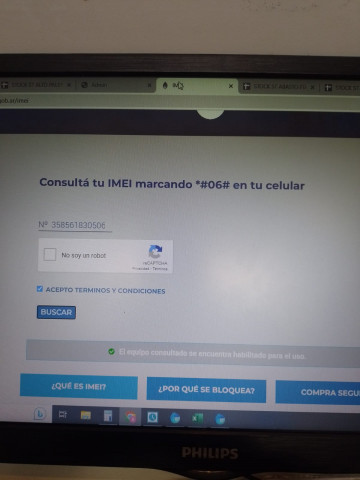 Consultá tu IMEI marcando *#06# en tu celular
Nº 358561830506
No soy un robot
reCAPTCHA
Privacidad - Términos
ACEPTO TERMINOS Y CONDICIONES
BUSCAR
El equipo consultado se encuentra habilitado para el uso.
¿QUÉ ES IMEI?
¿POR QUÉ SE BLOQUEA?
COMPRA SEGU
PHILIPS